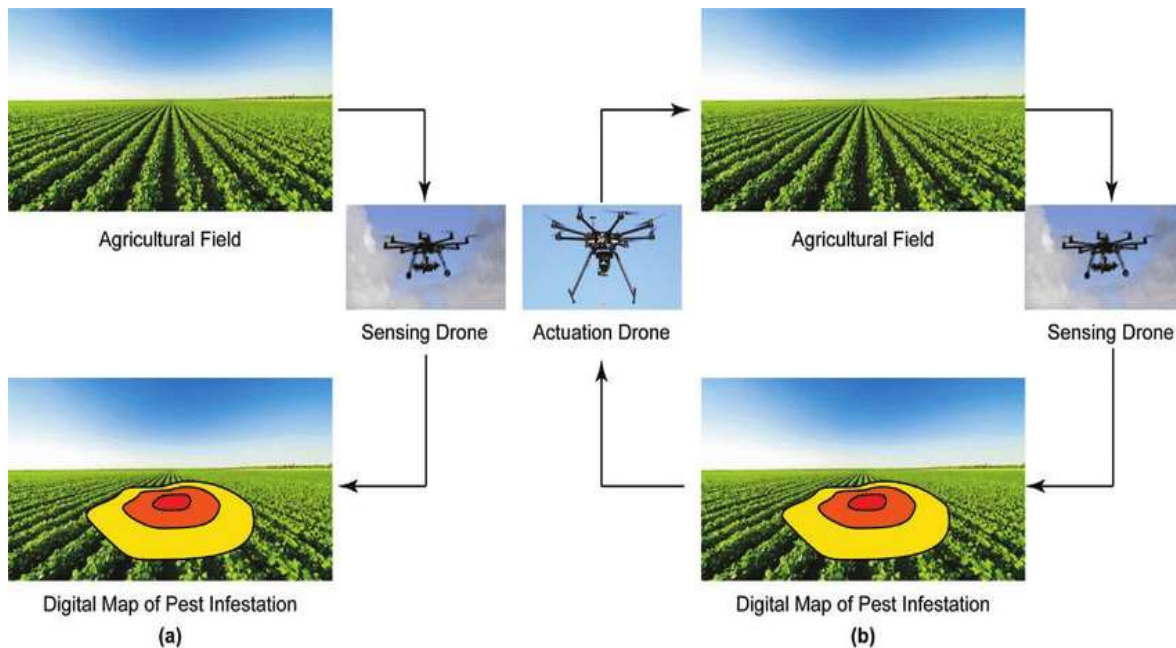 Agricultural Field
Sensing Drone
Digital Map of Pest Infestation
(a)
Actuation Drone
Agricultural Field
Sensing Drone
Digital Map of Pest Infestation
(b)